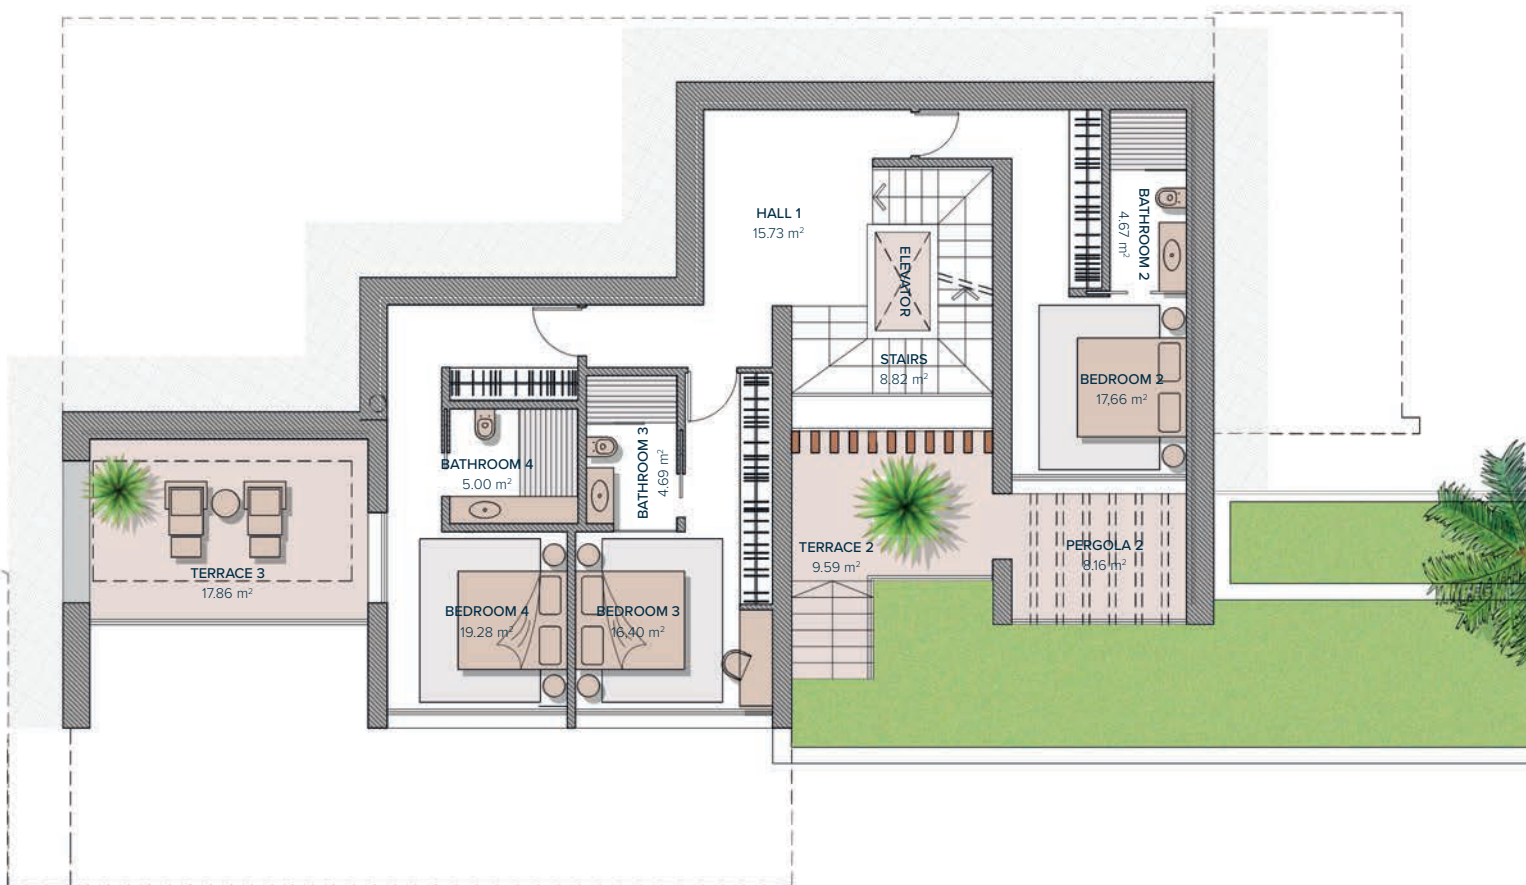 HALL 1
15.73 m²
BATHROOM 2
4.67 m²
ELEVATOR
STAIRS
8.82 m²
BEDROOM 2
17,66 m²
BATHROOM 4
5.00 m²
BATHROOM 3
4.69 m²
TERRACE 2
9.59 m²
PERGOLA 2
8.16 m²
TERRACE 3
17.86 m²
BEDROOM 4
19.28 m²
BEDROOM 3
16,40 m²